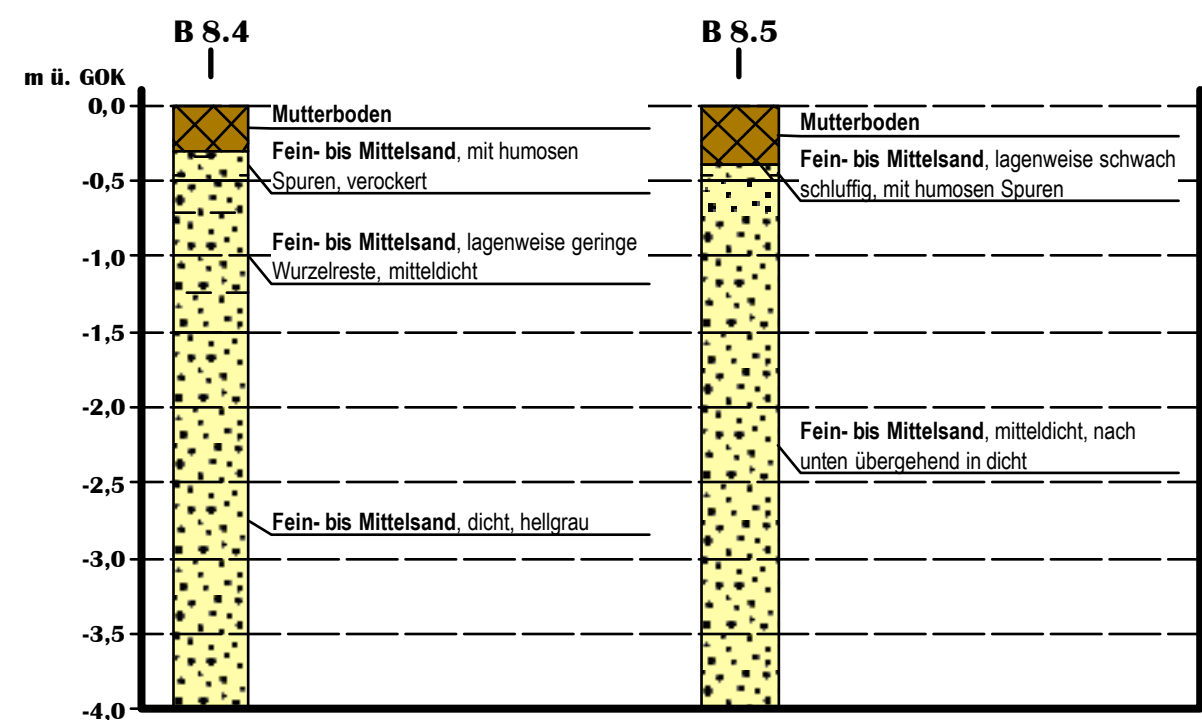 B 8.4
B 8.5
m ü. GOK
0,0
-0,5
-1,0
-1,5
-2,0
-2,5
-3,0
-3,5
-4,0
Mutterboden
Fein- bis Mittelsand, mit humosen
Spuren, verockert
Fein- bis Mittelsand, lagenweise geringe
Wurzelreste, mitteldicht
Fein- bis Mittelsand, dicht, hellgrau
Mutterboden
Fein- bis Mittelsand, lagenweise schwach
schluffig, mit humosen Spuren
Fein- bis Mittelsand, mitteldicht, nach
unten übergehend in dicht